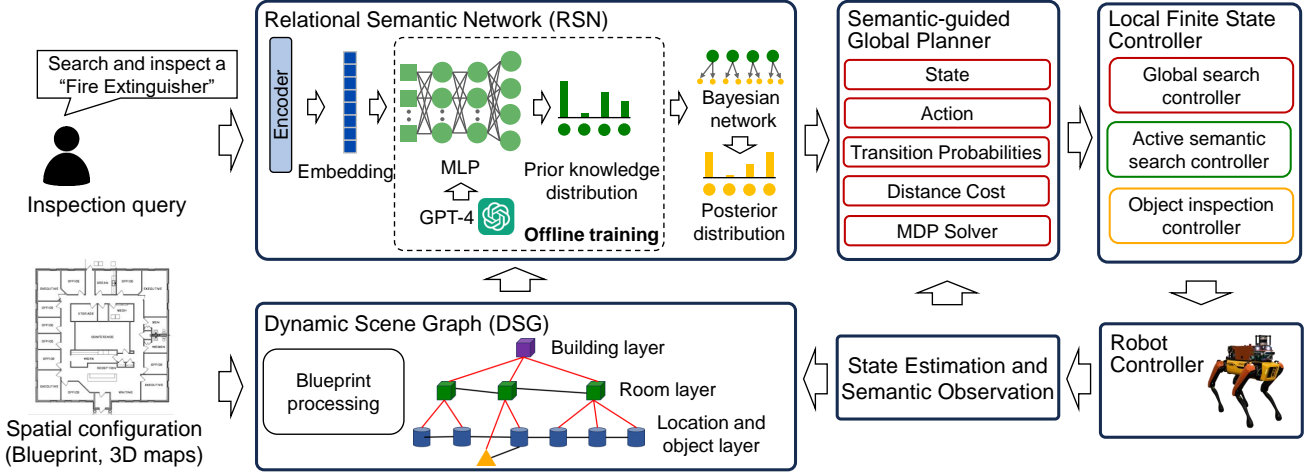 Search and inspect a
“Fire Extinguisher”
Inspection query
Relational Semantic Network (RSN)
Encoder
Embedding
MLP
GPT-4
Prior knowledge
distribution
Offline training
Bayesian
network
Posterior
distribution
Semantic-guided
Global Planner
State
Action
Transition Probabilities
Distance Cost
MDP Solver
Local Finite State
Controller
Global search
controller
Active semantic
search controller
Object inspection
controller
Spatial configuration
(Blueprint, 3D maps)
Dynamic Scene Graph (DSG)
Blueprint
processing
Building layer
Room layer
Location and
object layer
State Estimation and
Semantic Observation
Robot
Controller